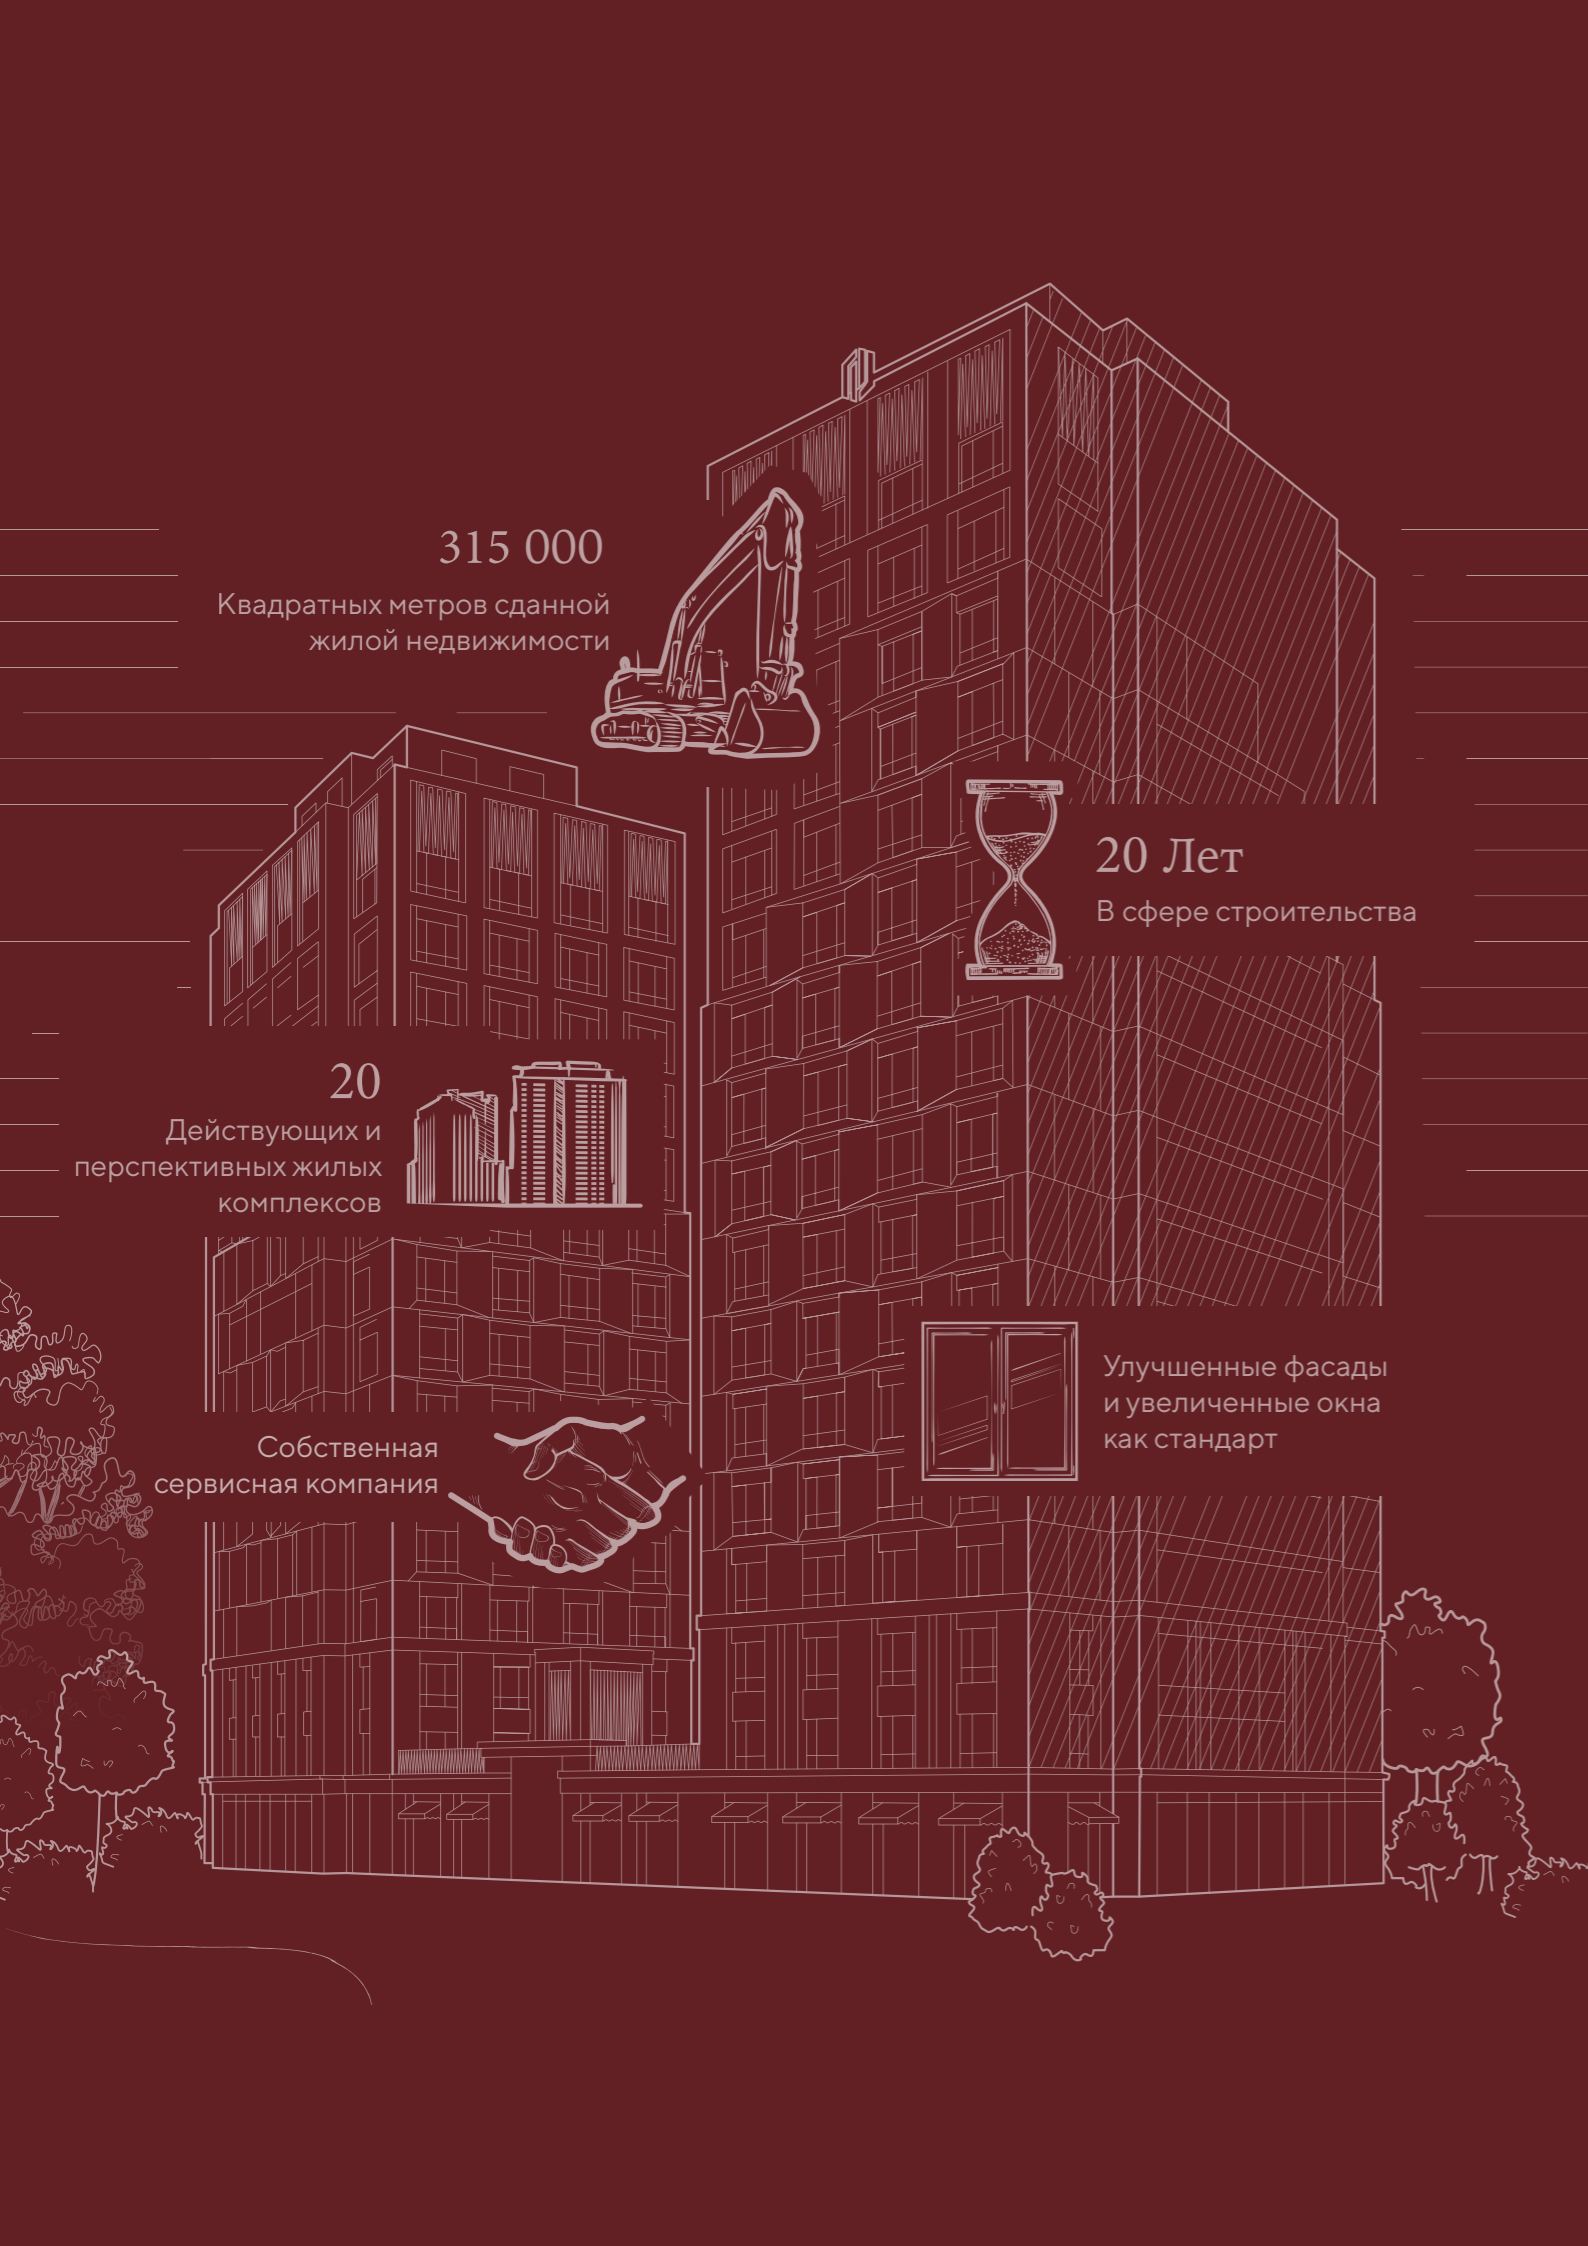 315 000
Квадратных метров сданной
жилой недвижимости
20 Лет
В сфере строительства
20
Действующих и
перспективных жилых
комплексов
Улучшенные фасады
и увеличенные окна
как стандарт
Собственная
сервисная компания